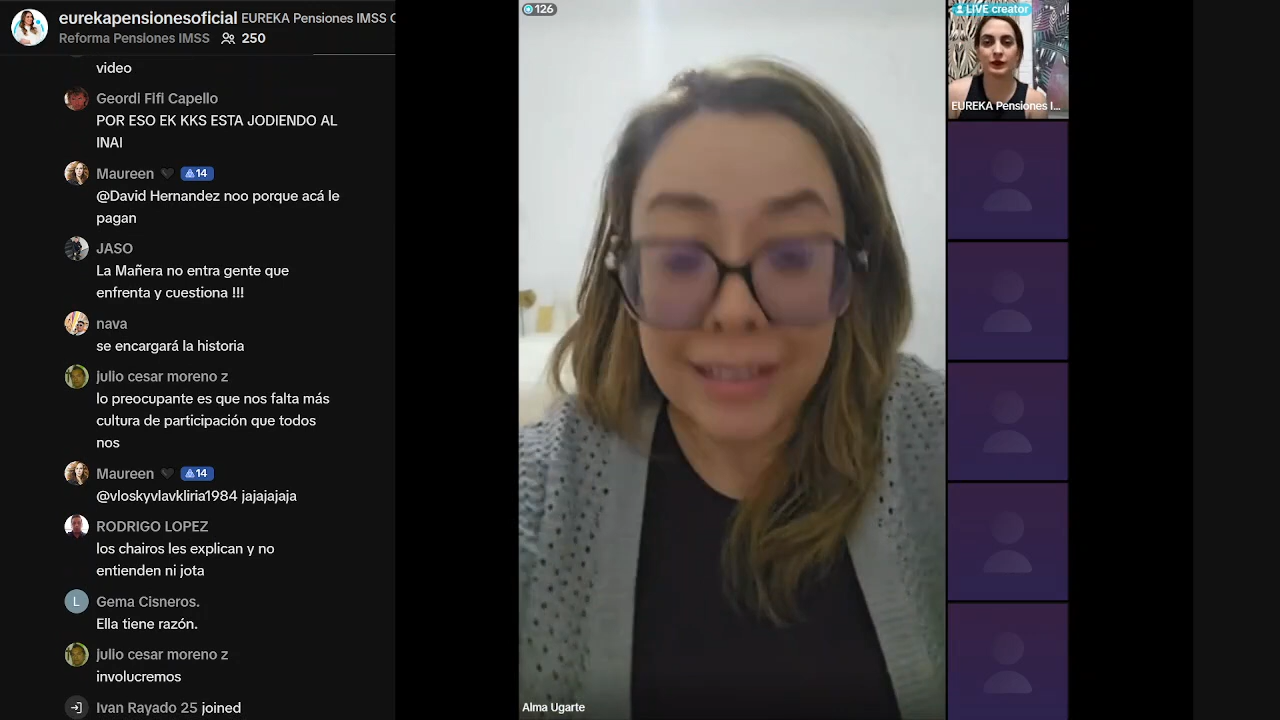 eurekapensionesoficial EUREKA Pensiones IMSS
Reforma Pensiones IMSS 250
video
Geordi Fifi Capello
POR ESO EK KKS ESTA JODIENDO AL
INAI
Maureen 14
@David Hernandez noo porque acá le
pagan
JASO
La Mañera no entra gente que
enfrenta y cuestiona !!!
nava
se encargará la historia
julio cesar moreno z
lo preocupante es que nos falta más
cultura de participación que todos
nos
Maureen 14
@vloskyvlavkliria1984 jajajajaja
RODRIGO LOPEZ
los chairos les explican y no
entienden ni jota
L
Gema Cisneros.
Ella tiene razón.
julio cesar moreno z
involucremos
Ivan Rayado 25 joined
126
Alma Ugarte
LIVE creator
EUREKA Pensiones I...